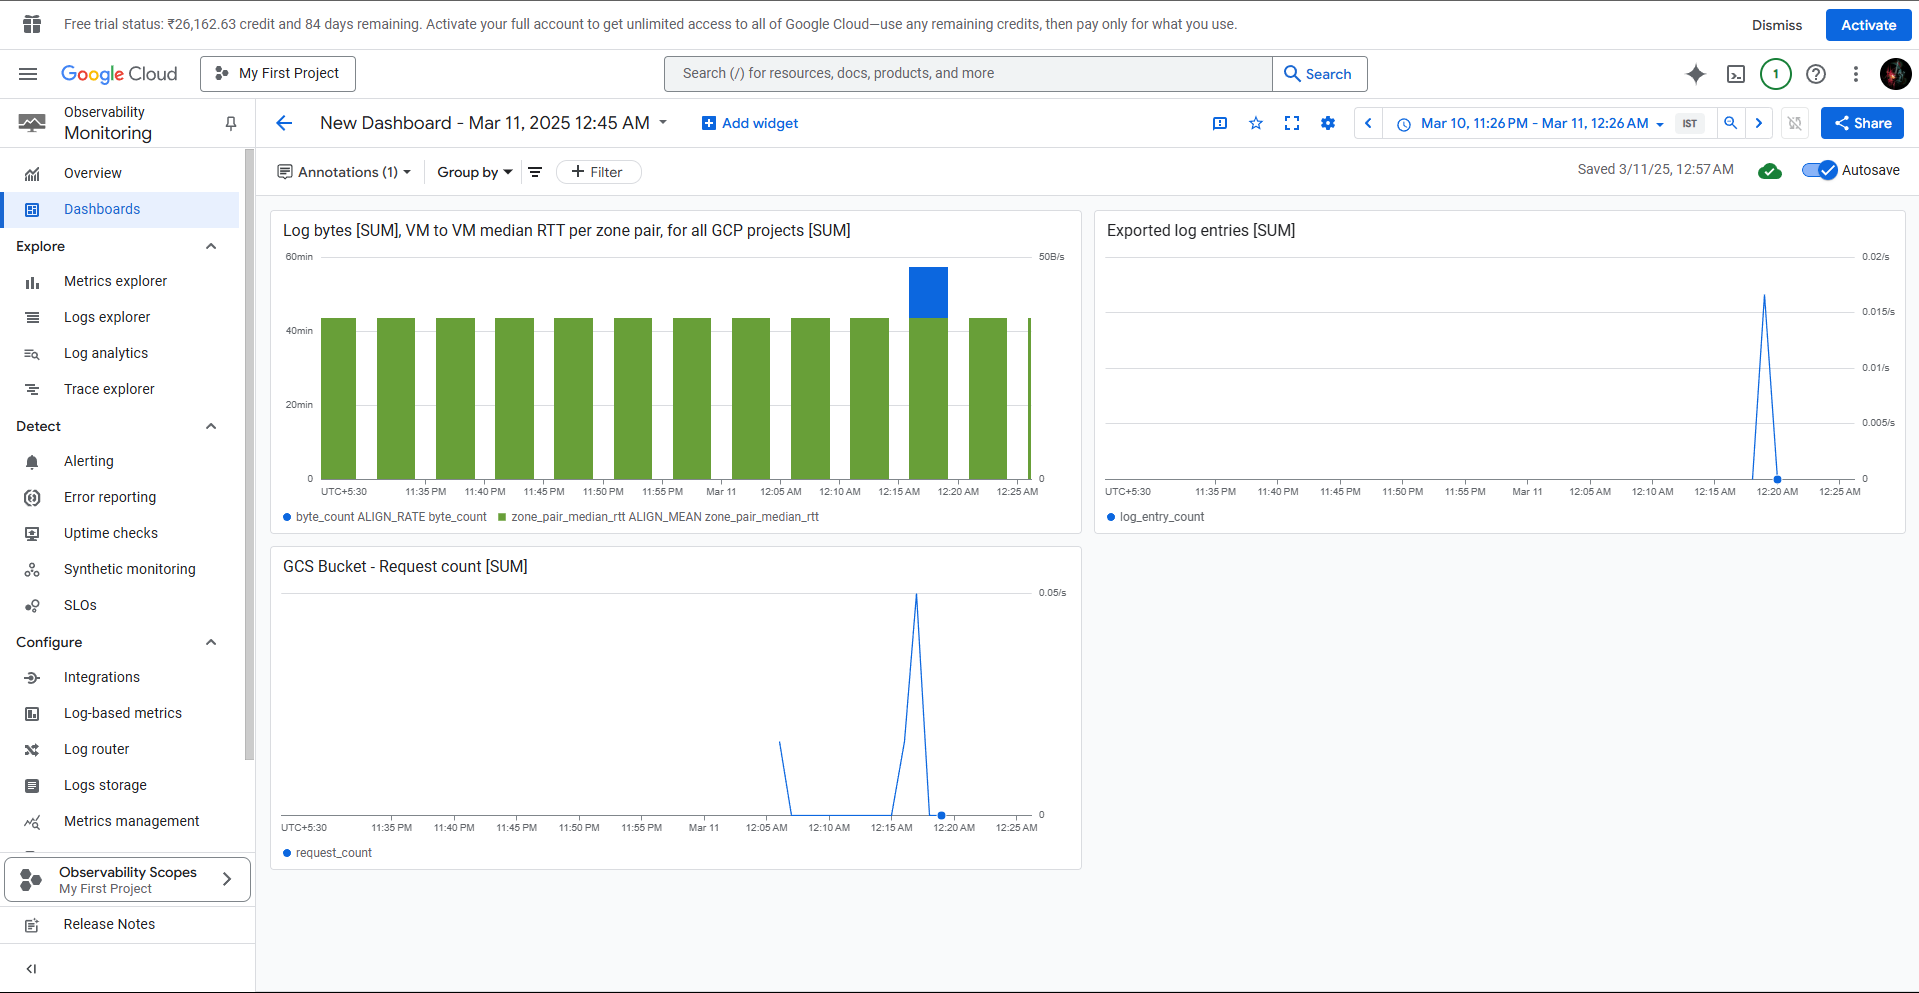 Free trial status: ₹26,162.63 credit and 84 days remaining. Activate your full account to get unlimited access to all of Google Cloud—use any remaining credits, then pay only for what you use.
Dismiss
Activate
Google Cloud
My First Project
Search (/) for resources, docs, products, and more
Search
1
Observability
Monitoring
New Dashboard - Mar 11, 2025 12:45 AM
Add widget
Mar 10, 11:26 PM - Mar 11, 12:26 AM
IST
Share
Overview
Dashboards
Explore
Metrics explorer
Logs explorer
Log analytics
Trace explorer
Detect
Alerting
Error reporting
Uptime checks
Synthetic monitoring
SLOs
Configure
Integrations
Log-based metrics
Log router
Logs storage
Metrics management
Observability Scopes
My First Project
Release Notes
Annotations (1)
Group by
Filter
Saved 3/11/25, 12:57 AM
Autosave
Log bytes [SUM], VM to VM median RTT per zone pair, for all GCP projects [SUM]
60min
50B/s
40min
20min
0
0
UTC+5:30 11:35 PM 11:40 PM 11:45 PM 11:50 PM 11:55 PM Mar 11 12:05 AM 12:10 AM 12:15 AM 12:20 AM 12:25 AM
byte_count ALIGN_RATE byte_count zone_pair_median_rtt ALIGN_MEAN zone_pair_median_rtt
Exported log entries [SUM]
0.02/s
0.015/s
0.01/s
0.005/s
0
UTC+5:30 11:35 PM 11:40 PM 11:45 PM 11:50 PM 11:55 PM Mar 11 12:05 AM 12:10 AM 12:15 AM 12:20 AM 12:25 AM
log_entry_count
GCS Bucket - Request count [SUM]
0.05/s
0
UTC+5:30 11:35 PM 11:40 PM 11:45 PM 11:50 PM 11:55 PM Mar 11 12:05 AM 12:10 AM 12:15 AM 12:20 AM 12:25 AM
request_count